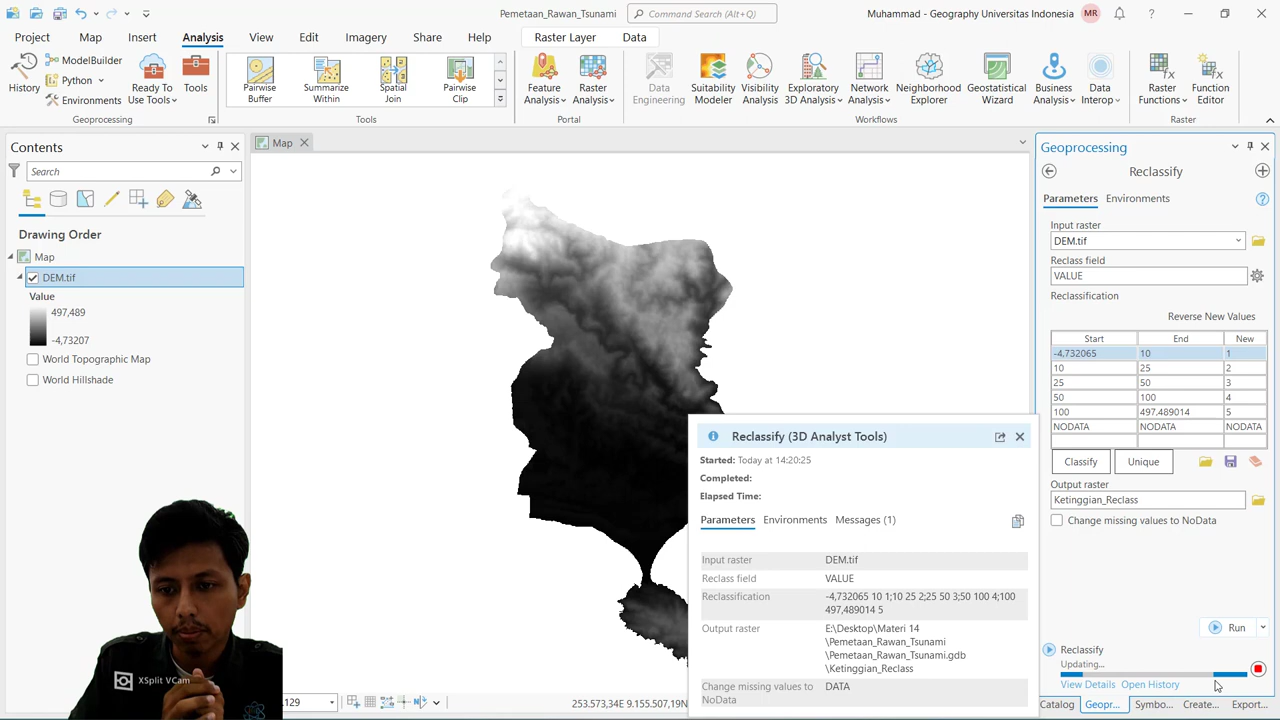 Pemetaan_Rawan_Tsunami
Command Search (Alt+Q)
Muhammad - Geography Universitas Indonesia
MR
?
Project Map Insert Analysis View Edit Imagery Share Help Raster Layer Data
History
ModelBuilder
Python
Environments
Ready To Use Tools
Tools
Geoprocessing
Pairwise Buffer
Summarize Within
Spatial Join
Pairwise Clip
Tools
Feature Analysis
Raster Analysis
Portal
Data Engineering
Suitability Modeler
Visibility Analysis
Exploratory 3D Analysis
Network Analysis
Neighborhood Explorer
Geostatistical Wizard
Business Analysis
Data Interop
Workflows
Raster Functions
Function Editor
Raster
Contents
Search
Drawing Order
Map
DEM.tif
Value
497,489
-4,73207
World Topographic Map
World Hillshade
Map
.129
253.573,34E 9.155.507,19N
XSplit VCam
Reclassify (3D Analyst Tools)
Started: Today at 14:20:25
Completed:
Elapsed Time:
Parameters Environments Messages (1)
Input raster DEM.tif
Reclass field VALUE
Reclassification -4,732065 10 1;10 25 2;25 50 3;50 100 4;100
497,489014 5
Output raster E:\Desktop\Materi 14
\Pemetaan_Rawan_Tsunami
\Pemetaan_Rawan_Tsunami.gdb
\Ketinggian_Reclass
Change missing values to DATA
NoData
Geoprocessing
Reclassify
Parameters Environments
?
Input raster
DEM.tif
Reclass field
VALUE
Reclassification
Reverse New Values
Start End New
-4,732065 10 1
10 25 2
25 50 3
50 100 4
100 497,489014 5
NODATA NODATA NODATA
Classify Unique
Output raster
Ketinggian_Reclass
Change missing values to NoData
Run
Reclassify
Updating...
View Details Open History
Catalog Geopr... Symbo... Create... Export...